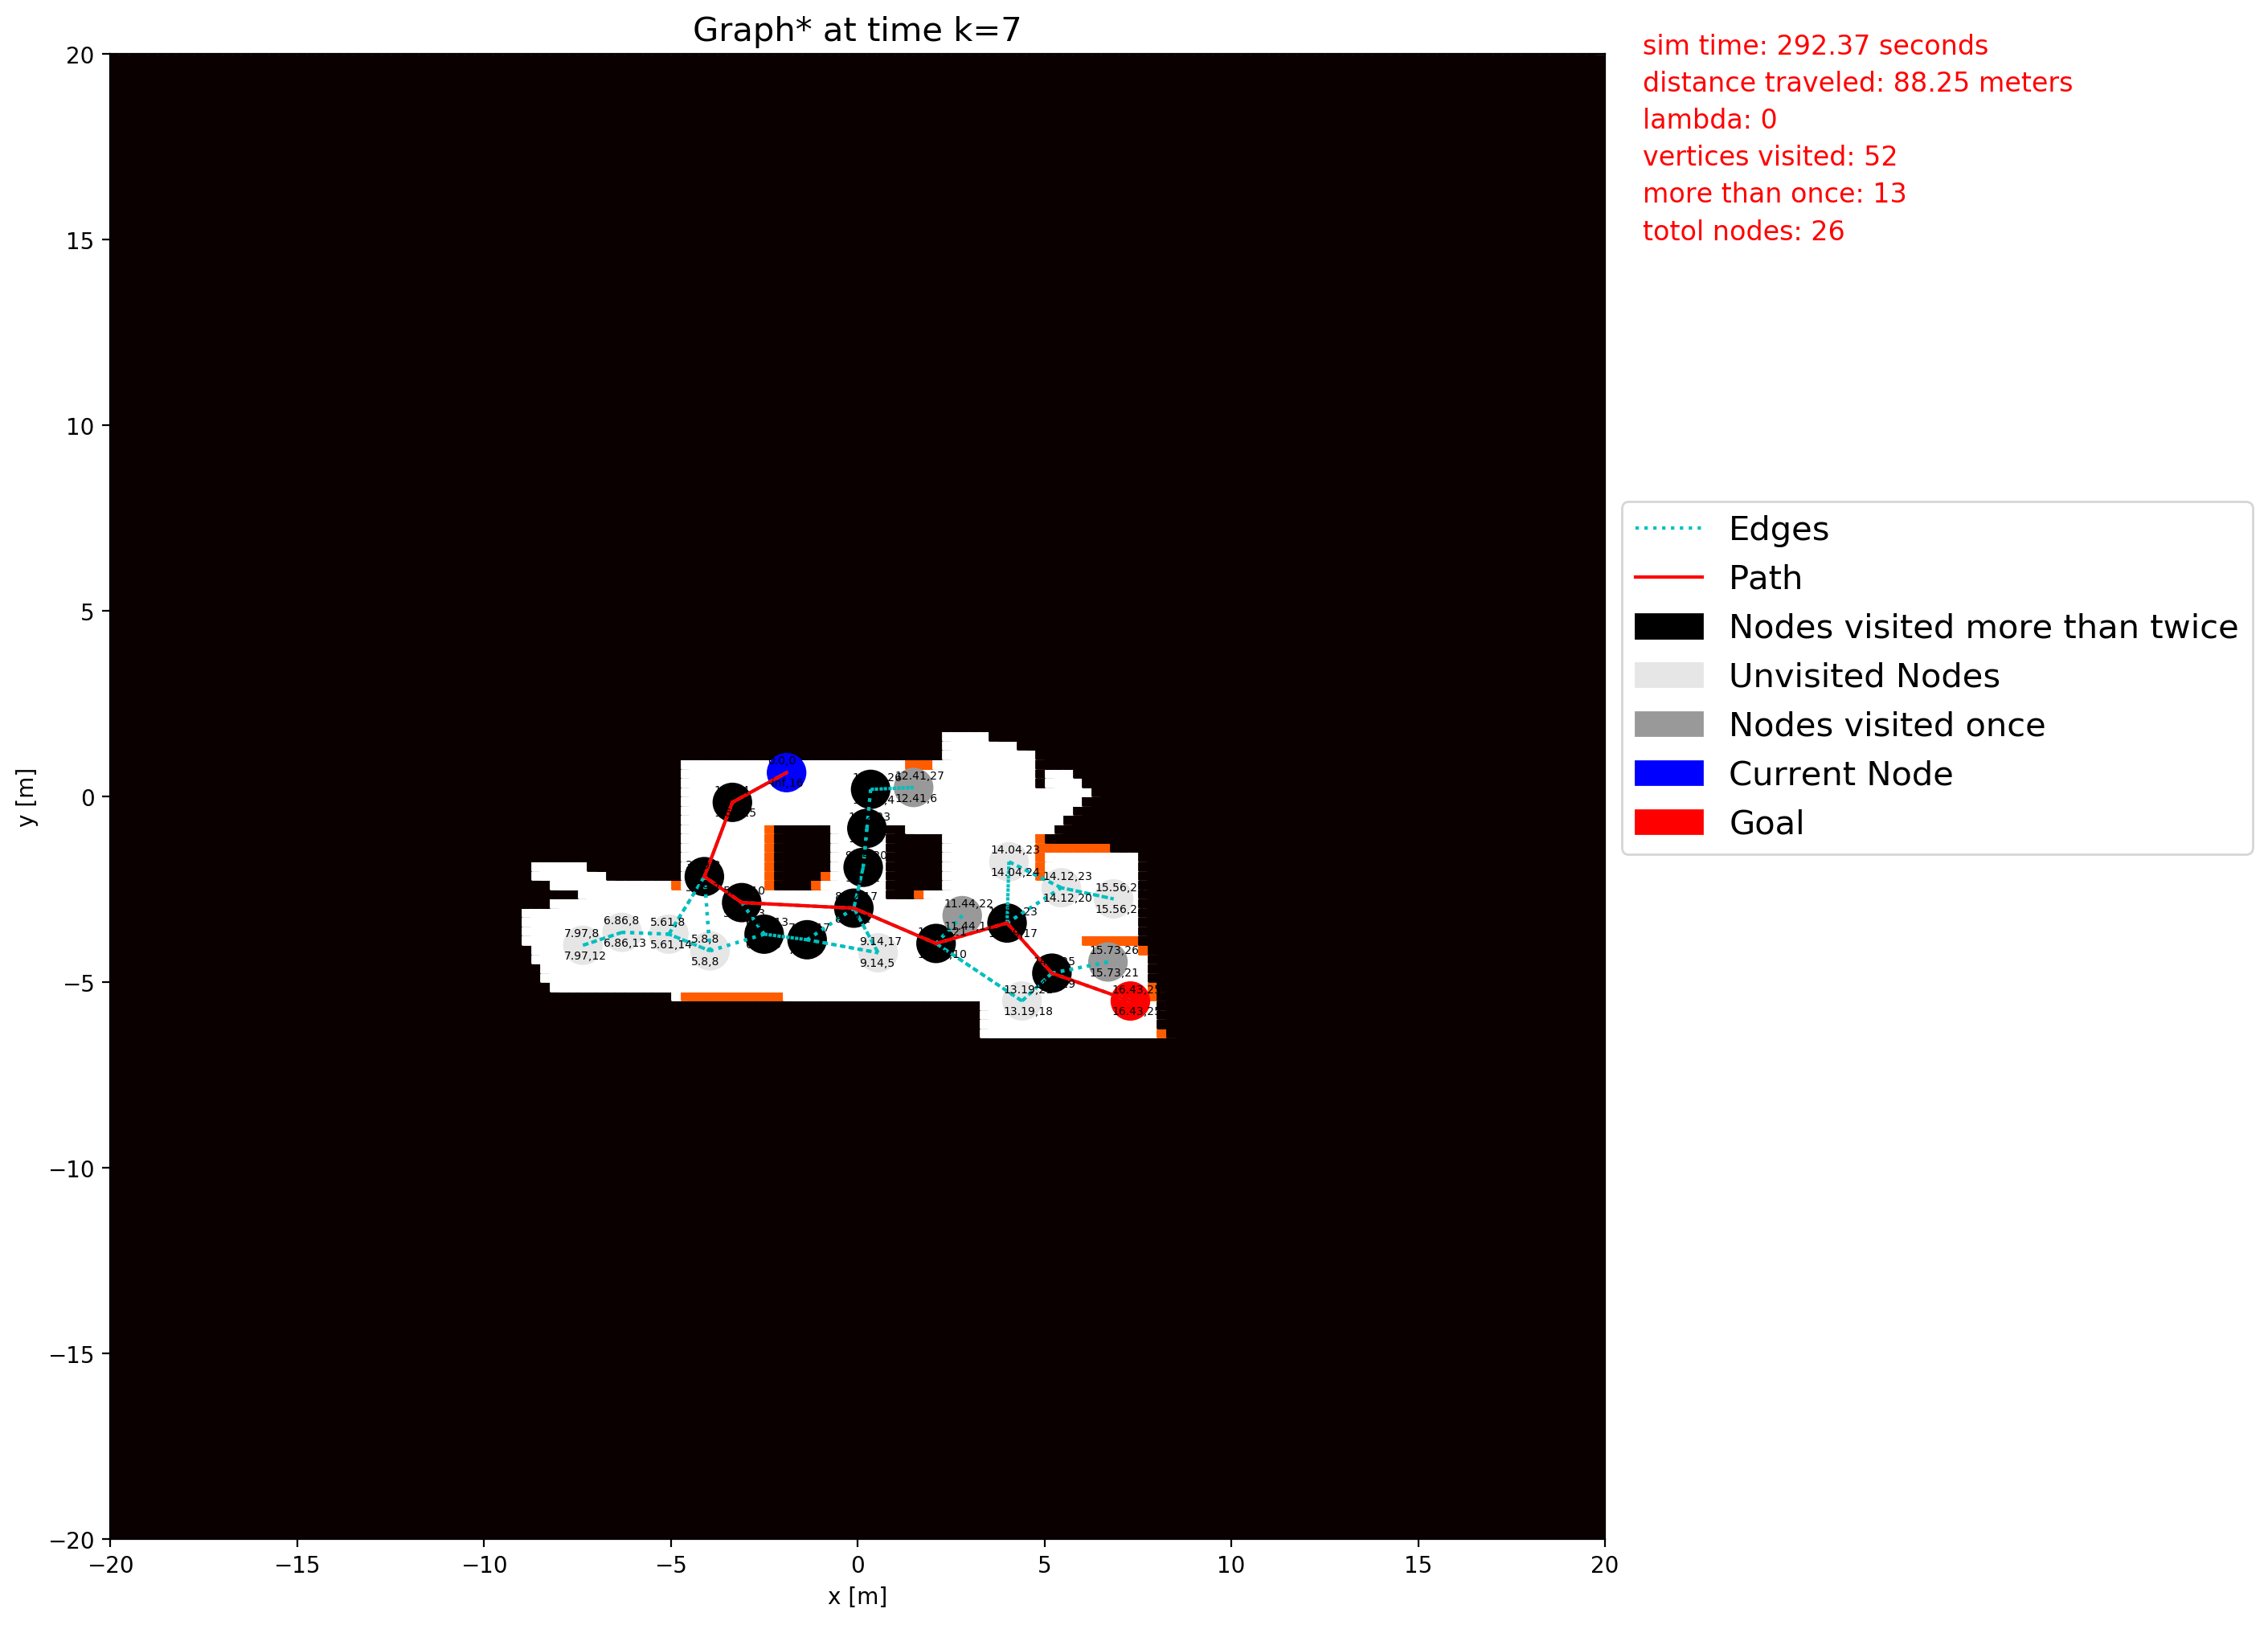 Graph* at time k=7
sim time: 292.37 seconds
distance traveled: 88.25 meters
lambda: 0
vertices visited: 52
more than once: 13
totol nodes: 26
Edges
Path
Nodes visited more than twice
Unvisited Nodes
Nodes visited once
Current Node
Goal
y [m]
20
15
10
5
0
−5
−10
−15
−20
−20
−15
−10
−5
0
5
10
15
20
x [m]
12.41,27
12.41,6
14.04,23
14.04,24
14.12,23
14.12,20
11.44,22
6.86,8
6.86,13
5.61,8
5.61,14
7.97,8
7.97,12
5.8,8
5.8,8
9.14,17
9.14,5
15.73,26
15.73,21
13.19,18